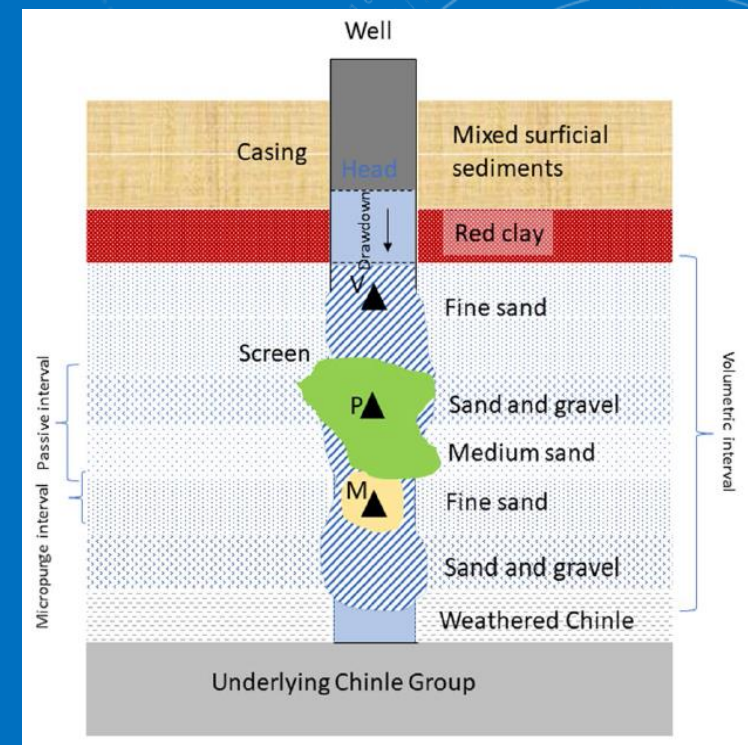 Well
Casing
Mixed surficial
sediments
Head
Drawdown
Red clay
V
Fine sand
Screen
P
Sand and gravel
Medium sand
M
Fine sand
Sand and gravel
Weathered Chinle
Underlying Chinle Group
Passive interval
Micropurge interval
Volumetric interval